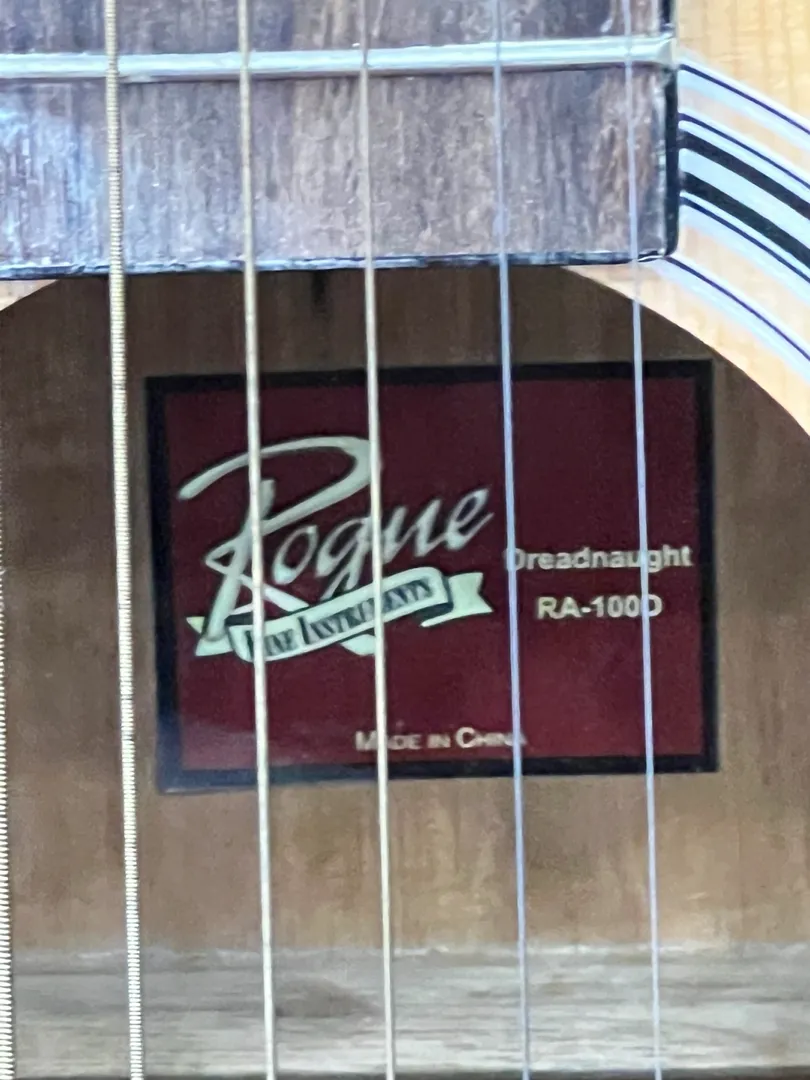 Rogue
Fine Instruments
Dreadnaught
RA-100D
Made in China